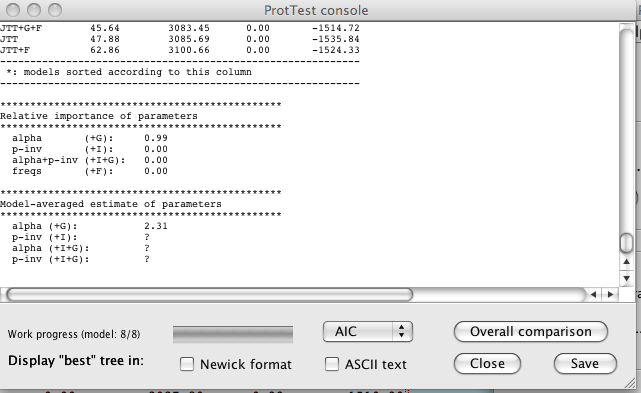 ProtTest console
JTT+G+F 45.64 3083.45 0.00 -1514.72
JTT 47.88 3085.69 0.00 -1535.84
JTT+F 62.86 3100.66 0.00 -1524.33
------------------------------------------------------------
*: models sorted according to this column
------------------------------------------------------------
***********************************************
Relative importance of parameters
***********************************************
alpha (+G): 0.99
p-inv (+I): 0.00
alpha+p-inv (+I+G): 0.00
freqs (+F): 0.00
***********************************************
Model-averaged estimate of parameters
***********************************************
alpha (+G): 2.31
p-inv (+I): ?
alpha (+I+G): ?
p-inv (+I+G): ?
Work progress (model: 8/8)
AIC
Overall comparison
Display "best" tree in:
Newick format
ASCII text
Close
Save